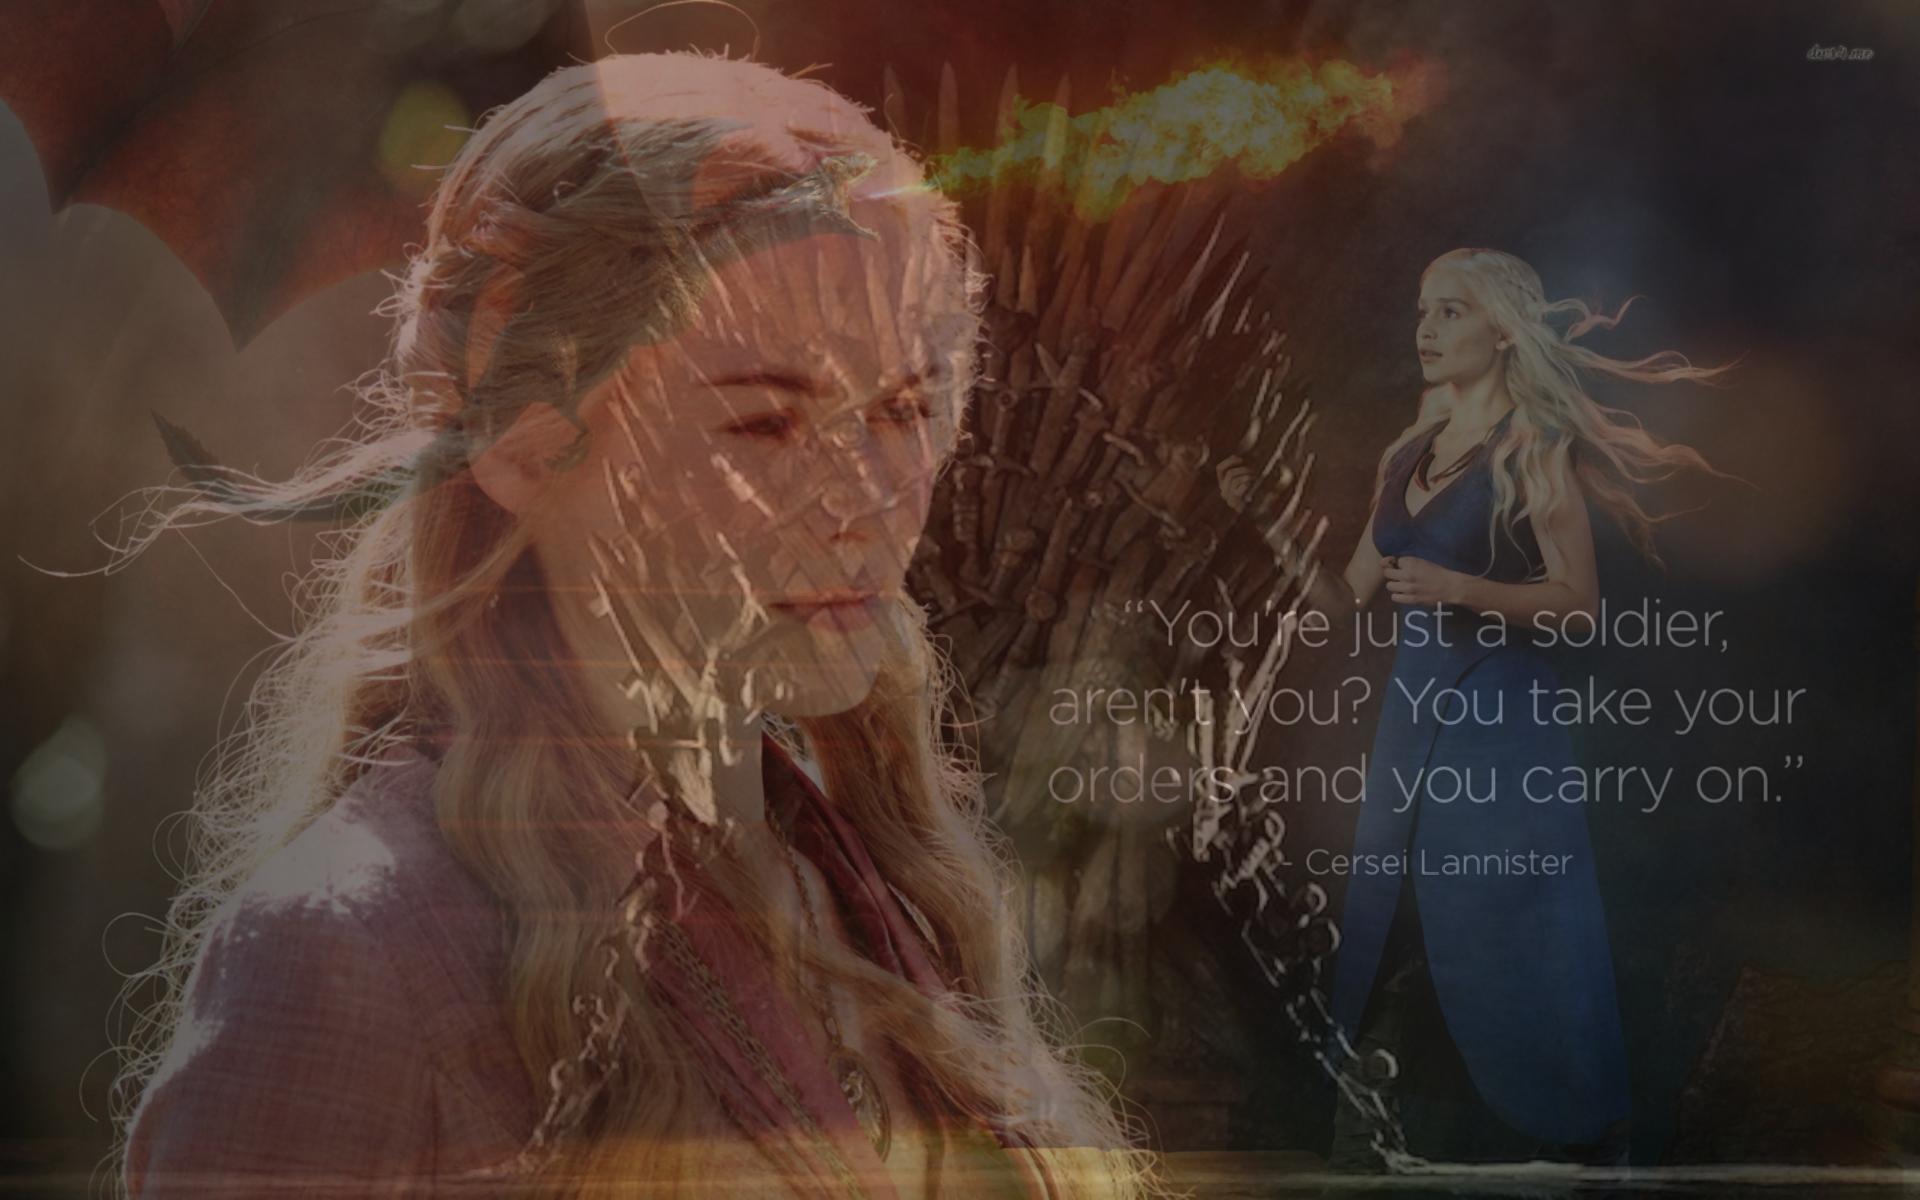 “You're just a soldier,
aren't you? You take your
orders and you carry on.”
- Cersei Lannister